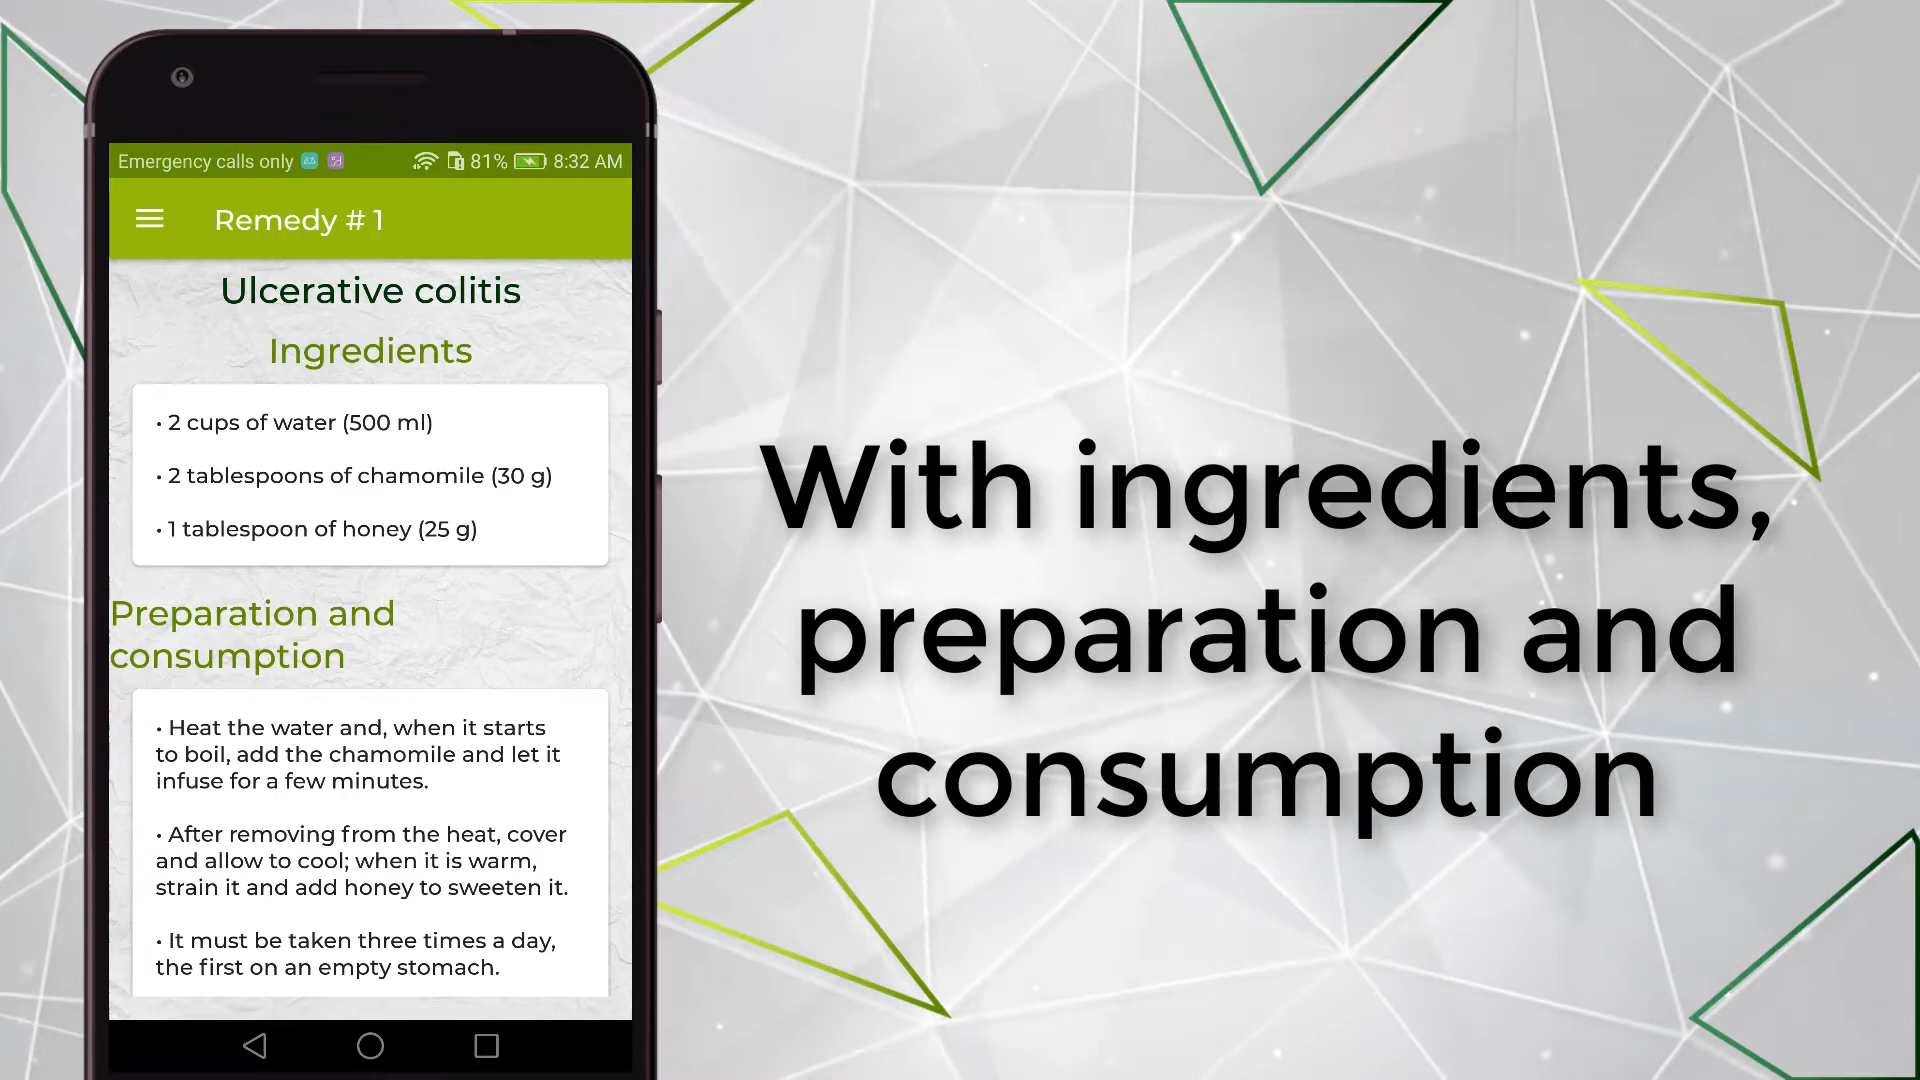 Emergency calls only 81% 8:32 AM
Remedy # 1
Ulcerative colitis
Ingredients
• 2 cups of water (500 ml)
• 2 tablespoons of chamomile (30 g)
• 1 tablespoon of honey (25 g)
Preparation and
consumption
• Heat the water and, when it starts
to boil, add the chamomile and let it
infuse for a few minutes.
• After removing from the heat, cover
and allow to cool; when it is warm,
strain it and add honey to sweeten it.
• It must be taken three times a day,
the first on an empty stomach.
With ingredients,
preparation and
consumption